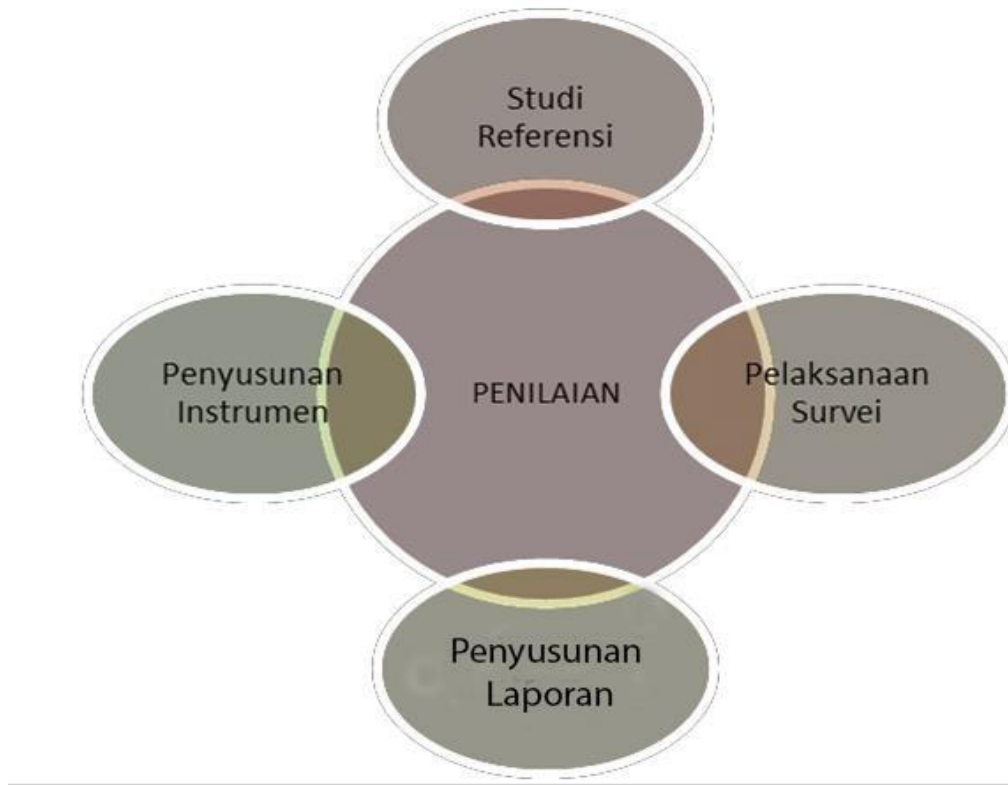 Studi
Referensi
Penyusunan
Instrumen
PENILAIAN
Pelaksanaan
Survei
Penyusunan
Laporan